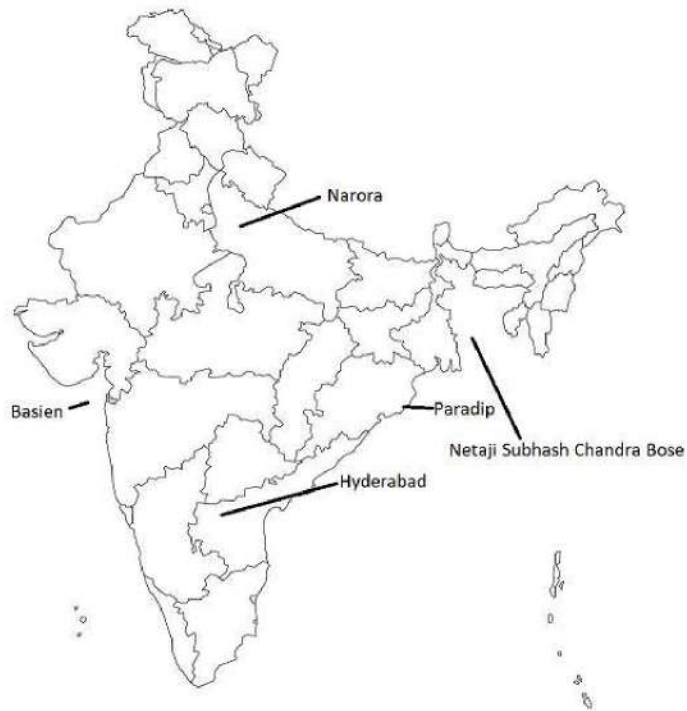 Narora
Basien
Paradip
Netaji Subhash Chandra Bose
Hyderabad